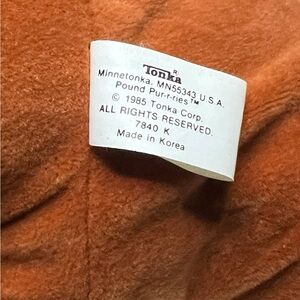 Tonka®
Minnetonka, MN55343 U.S.A.
Pound Pur-r-ries™
© 1985 Tonka Corp.
ALL RIGHTS RESERVED.
7840 K
Made in Korea